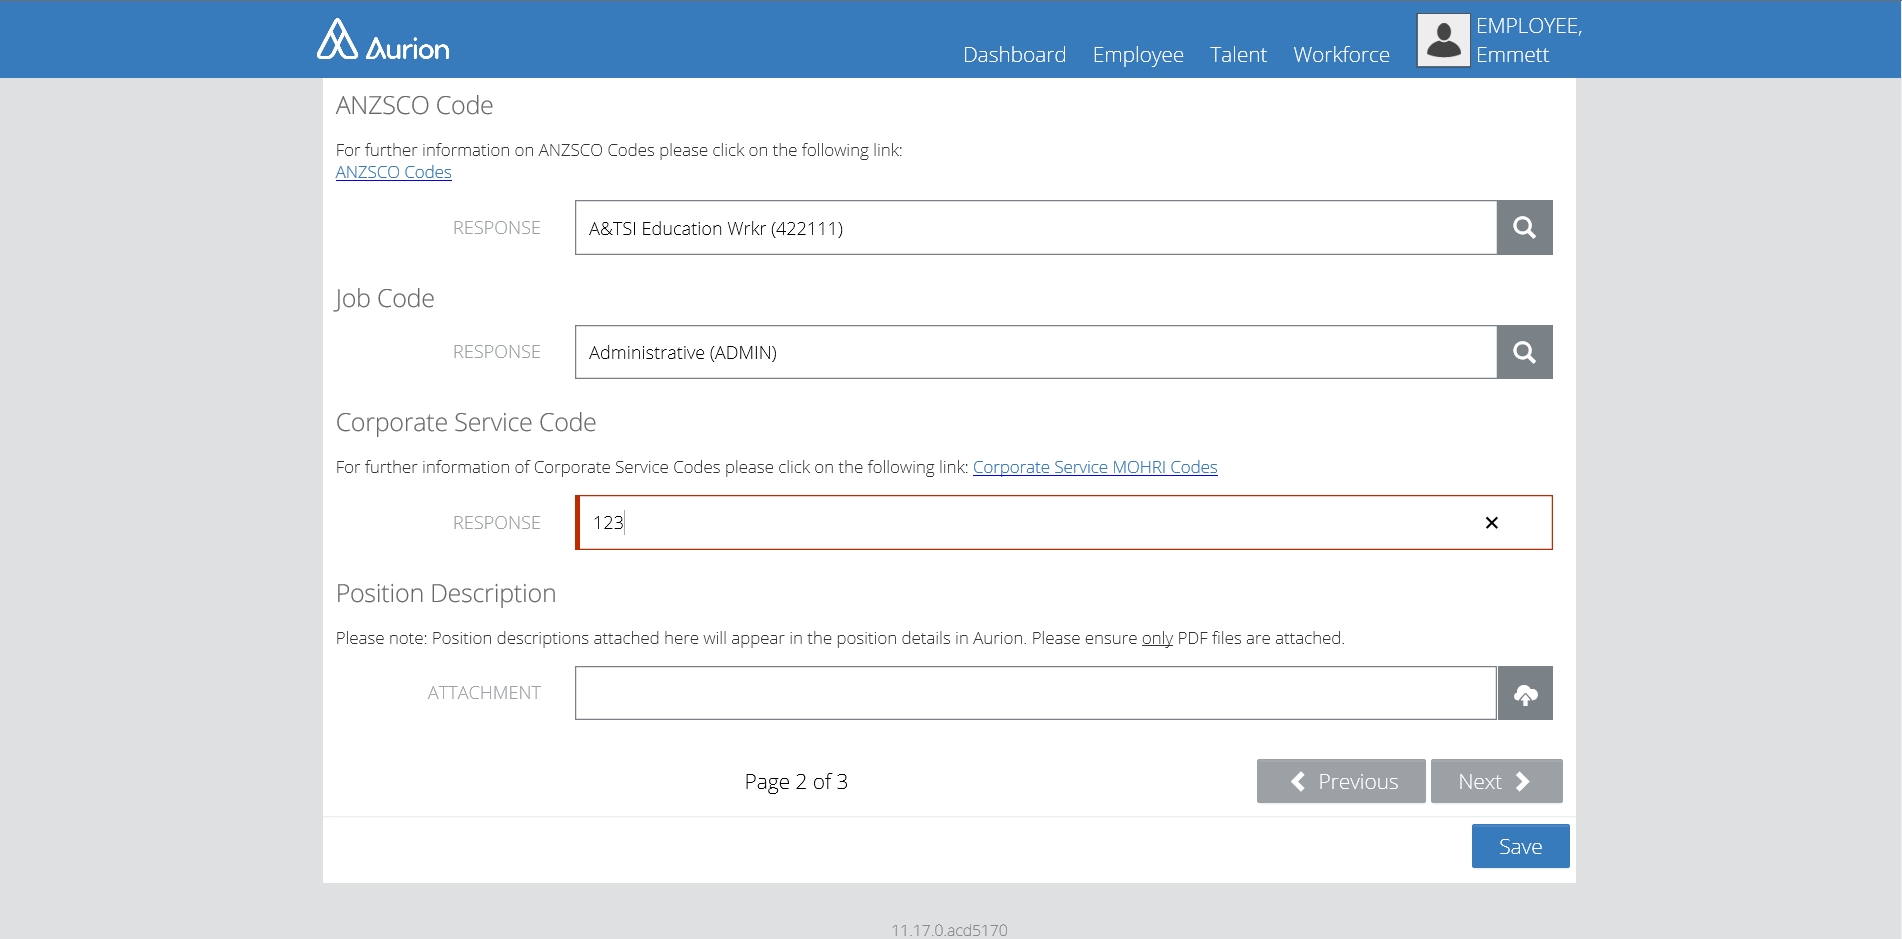 Aurion
Dashboard Employee Talent Workforce EMPLOYEE, Emmett
ANZSCO Code
For further information on ANZSCO Codes please click on the following link:
ANZSCO Codes
RESPONSE A&TSI Education Wrkr (422111)
Job Code
RESPONSE Administrative (ADMIN)
Corporate Service Code
For further information of Corporate Service Codes please click on the following link: Corporate Service MOHRI Codes
RESPONSE 123
Position Description
Please note: Position descriptions attached here will appear in the position details in Aurion. Please ensure only PDF files are attached.
ATTACHMENT
Page 2 of 3 Previous Next
Save
11.17.0.acd5170